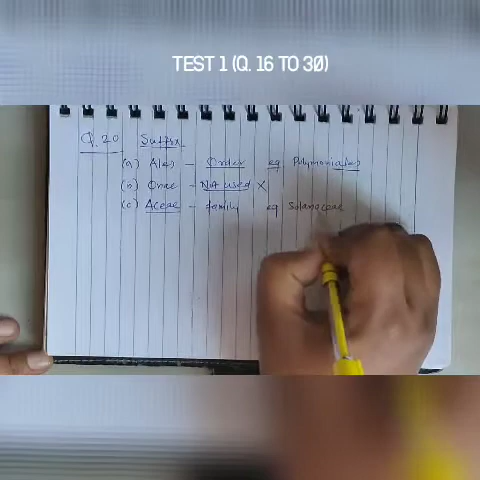 TEST 1 (Q. 16 TO 30)
Q. 20 Suffix
(a) Ales - Order eg Polymoniales
(b) Onae - Not used X
(c) Aceae - family eg Solanaceae